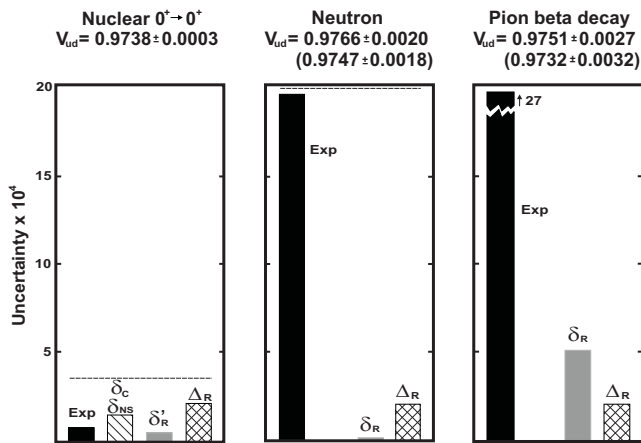 Nuclear 0⁺→0⁺
V_ud = 0.9738 ± 0.0003
Neutron
V_ud = 0.9766 ± 0.0020
(0.9747 ± 0.0018)
Pion beta decay
V_ud = 0.9751 ± 0.0027
(0.9732 ± 0.0032)
Uncertainty x 10⁴
20
15
10
5
Exp
δ_C
δ_NS
δ'_R
Δ_R
Exp
δ_R
Δ_R
27
Exp
δ_R
Δ_R